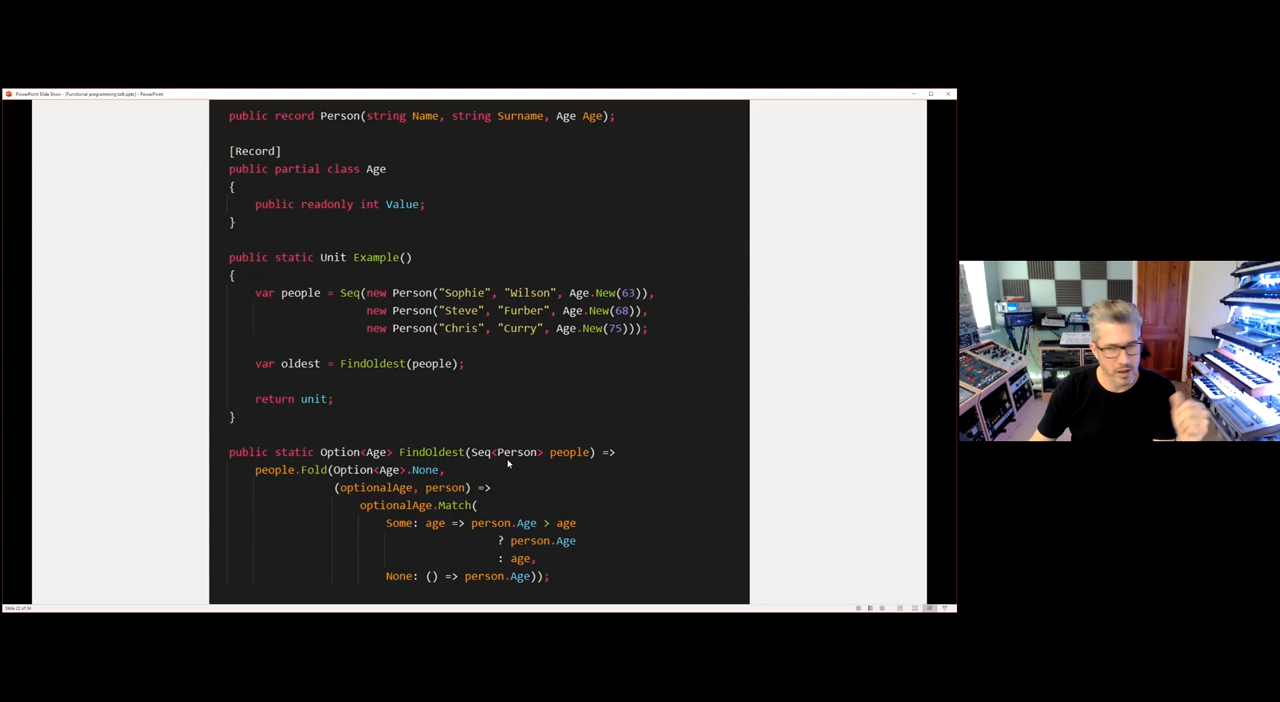 PowerPoint Slide Show - [Functional programming talk.pptx] - PowerPoint
public record Person(string Name, string Surname, Age Age);
[Record]
public partial class Age
{
public readonly int Value;
}
public static Unit Example()
{
var people = Seq(new Person("Sophie", "Wilson", Age.New(63)),
new Person("Steve", "Furber", Age.New(68)),
new Person("Chris", "Curry", Age.New(75)));
var oldest = FindOldest(people);
return unit;
}
public static Option<Age> FindOldest(Seq<Person> people) =>
people.Fold(Option<Age>.None,
(optionalAge, person) =>
optionalAge.Match(
Some: age => person.Age > age
? person.Age
: age,
None: () => person.Age));
Slide 22 of 34